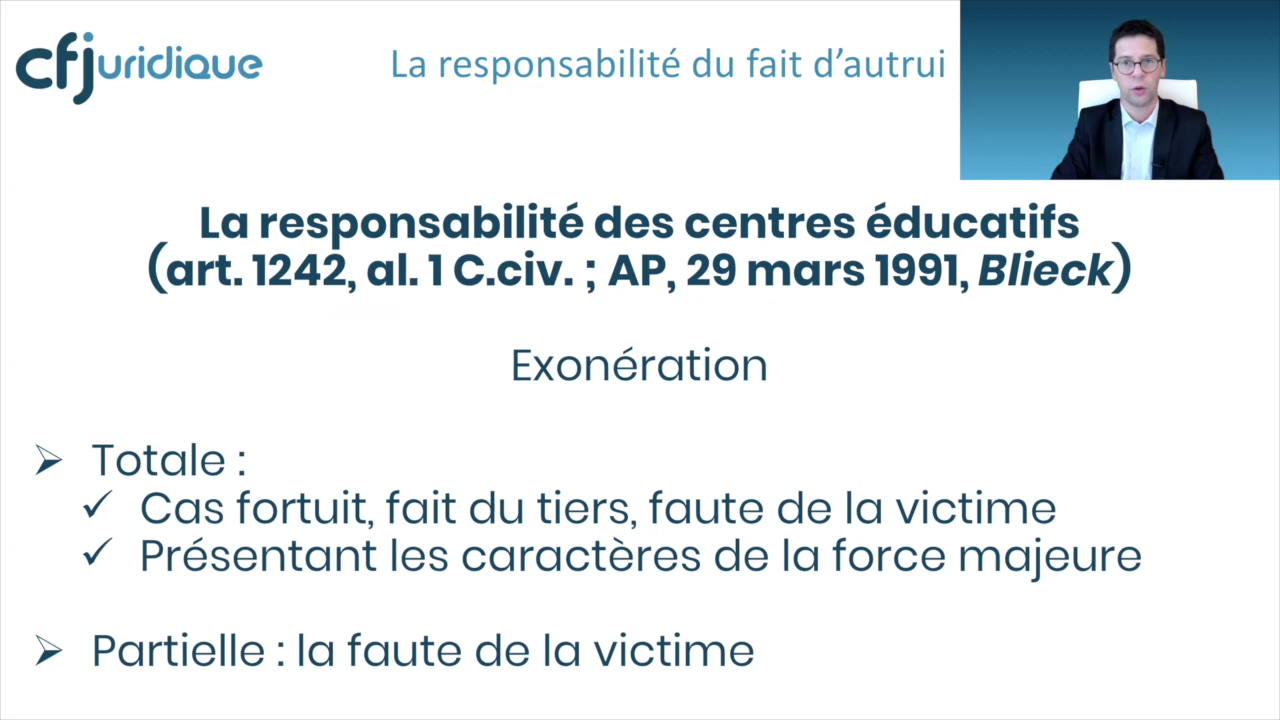 cfjuridique
La responsabilité du fait d’autrui
La responsabilité des centres éducatifs
(art. 1242, al. 1 C.civ. ; AP, 29 mars 1991, Blieck)
Exonération
➢ Totale :
✓ Cas fortuit, fait du tiers, faute de la victime
✓ Présentant les caractères de la force majeure
➢ Partielle : la faute de la victime